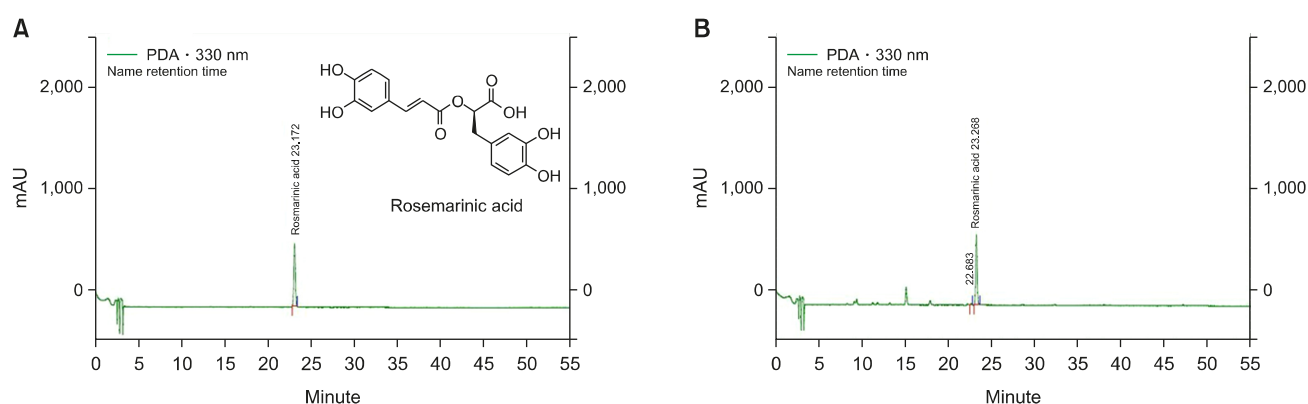 A
PDA · 330 nm
Name retention time
2,000
1,000
0
mAU
2,000
1,000
0
Rosmarinic acid 23.172
HO
HO
O
O
O
OH
OH
OH
Rosemarinic acid
0 5 10 15 20 25 30 35 40 45 50 55
Minute
B
PDA · 330 nm
Name retention time
2,000
1,000
0
mAU
2,000
1,000
0
22.683
Rosmarinic acid 23.268
0 5 10 15 20 25 30 35 40 45 50 55
Minute